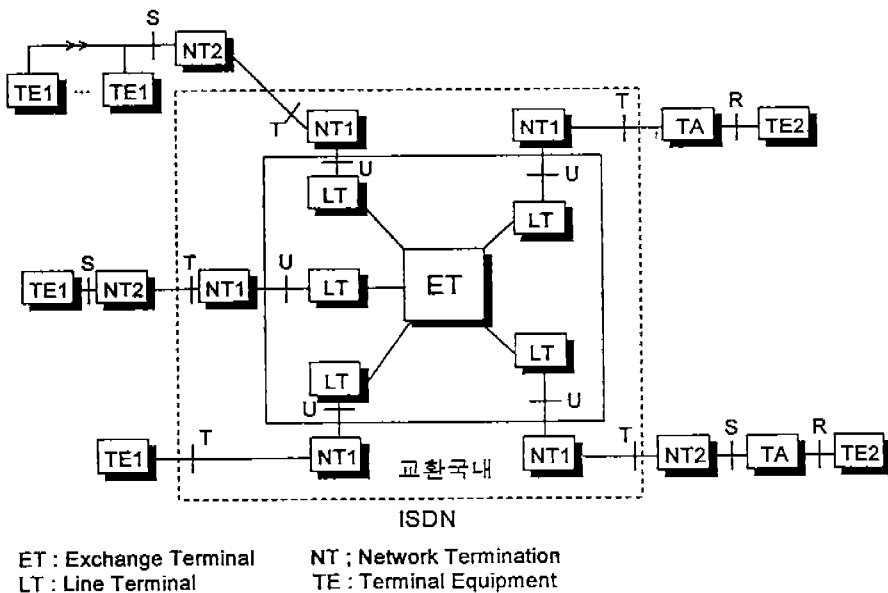 S
NT2
TE1 ... TE1
T NT1 NT1 T TA R TE2
U U
LT LT
S T U
TE1 NT2 NT1 LT ET
LT LT
U U
TE1 T NT1 NT1 T NT2 S TA R TE2
교환국내
ISDN
ET : Exchange Terminal NT ; Network Termination
LT : Line Terminal TE : Terminal Equipment